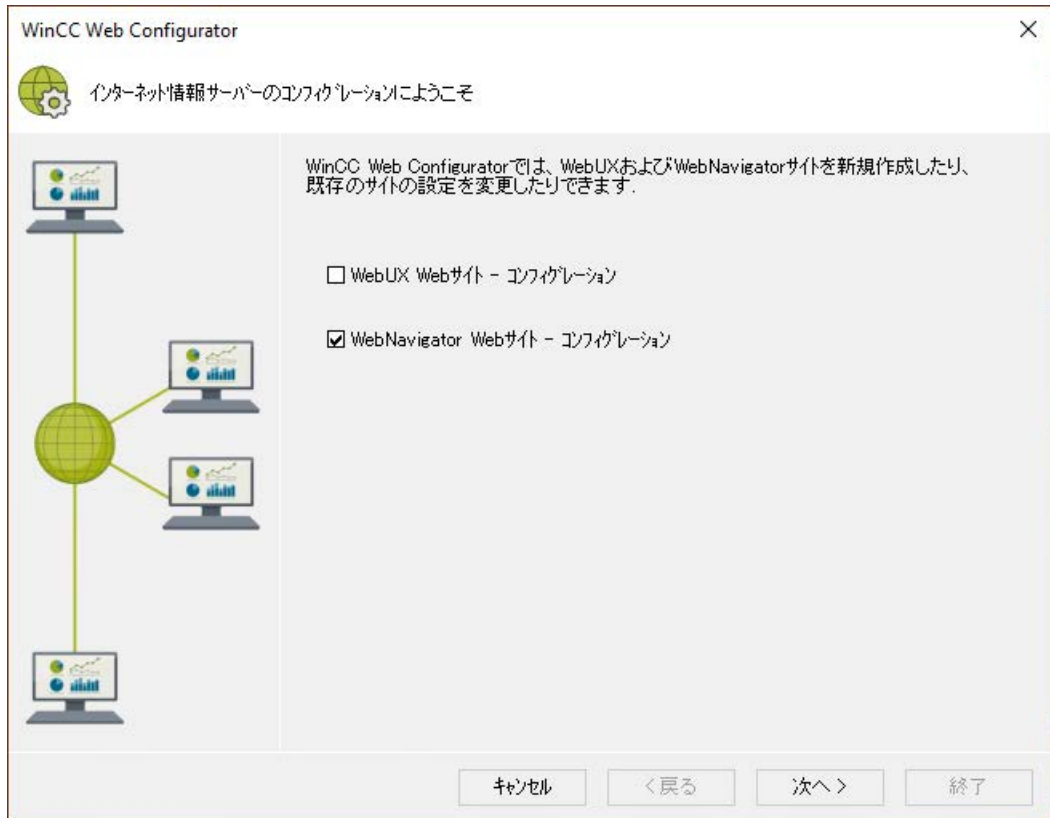 WinCC Web Configurator
インターネット情報サーバーのコンフィグレーションにようこそ
WinCC Web Configuratorでは、WebUXおよびWebNavigatorサイトを新規作成したり、
既存のサイトの設定を変更したりできます.
WebUX Webサイト - コンフィグレーション
WebNavigator Webサイト - コンフィグレーション
キャンセル
<戻る
次へ>
終了